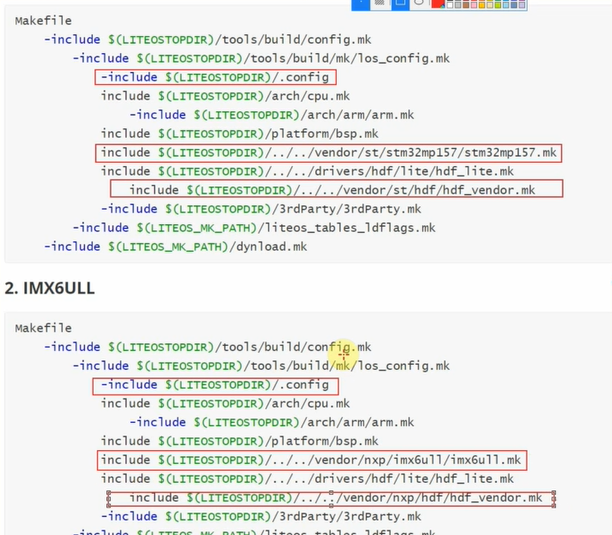 Makefile
-include $(LITEOSTOPDIR)/tools/build/config.mk
-include $(LITEOSTOPDIR)/tools/build/mk/los_config.mk
-include $(LITEOSTOPDIR)/.config
include $(LITEOSTOPDIR)/arch/cpu.mk
-include $(LITEOSTOPDIR)/arch/arm/arm.mk
include $(LITEOSTOPDIR)/platform/bsp.mk
include $(LITEOSTOPDIR)/../../vendor/st/stm32mp157/stm32mp157.mk
include $(LITEOSTOPDIR)/../../drivers/hdf/lite/hdf_lite.mk
include $(LITEOSTOPDIR)/../../vendor/st/hdf/hdf_vendor.mk
-include $(LITEOSTOPDIR)/3rdParty/3rdParty.mk
-include $(LITEOS_MK_PATH)/liteos_tables_ldflags.mk
-include $(LITEOS_MK_PATH)/dynload.mk
2. IMX6ULL
Makefile
-include $(LITEOSTOPDIR)/tools/build/config.mk
-include $(LITEOSTOPDIR)/tools/build/mk/los_config.mk
-include $(LITEOSTOPDIR)/.config
include $(LITEOSTOPDIR)/arch/cpu.mk
-include $(LITEOSTOPDIR)/arch/arm/arm.mk
include $(LITEOSTOPDIR)/platform/bsp.mk
include $(LITEOSTOPDIR)/../../vendor/nxp/imx6ull/imx6ull.mk
include $(LITEOSTOPDIR)/../../drivers/hdf/lite/hdf_lite.mk
include $(LITEOSTOPDIR)/../../vendor/nxp/hdf/hdf_vendor.mk
-include $(LITEOSTOPDIR)/3rdParty/3rdParty.mk
-include $(LITEOS_MK_PATH)/liteos_tables_ldflags.mk